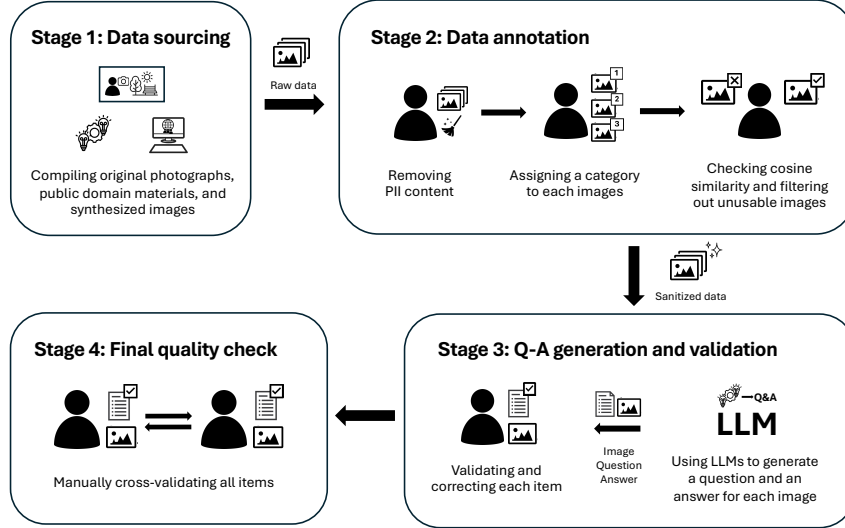 Stage 1: Data sourcing
Compiling original photographs,
public domain materials, and
synthesized images
Raw data
Stage 2: Data annotation
Removing
PII content
1
2
3
Assigning a category
to each images
Checking cosine
similarity and filtering
out unusable images
Sanitized data
Stage 3: Q-A generation and validation
Q&A
LLM
Using LLMs to generate
a question and an
answer for each image
Image
Question
Answer
Validating and
correcting each item
Stage 4: Final quality check
Manually cross-validating all items